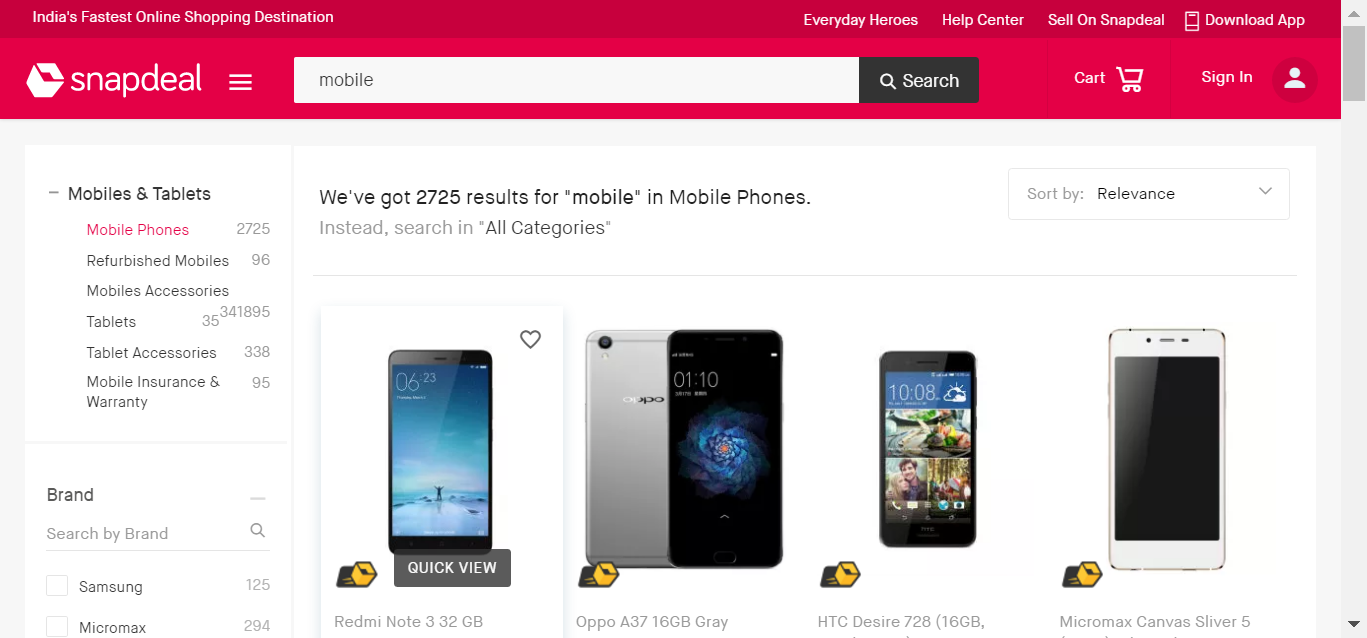 India's Fastest Online Shopping Destination
Everyday Heroes Help Center Sell On Snapdeal Download App
snapdeal
mobile
Search
Cart
Sign In
Mobiles & Tablets
Mobile Phones 2725
Refurbished Mobiles 96
Mobiles Accessories 341895
Tablets 35
Tablet Accessories 338
Mobile Insurance & 95
Warranty
Brand
Search by Brand
Samsung 125
Micromax 294
We've got 2725 results for "mobile" in Mobile Phones.
Instead, search in "All Categories"
Sort by: Relevance
06:23
QUICK VIEW
Redmi Note 3 32 GB
oppo
01:10
Oppo A37 16GB Gray
10:08
hTC
HTC Desire 728 (16GB,
Micromax Canvas Sliver 5